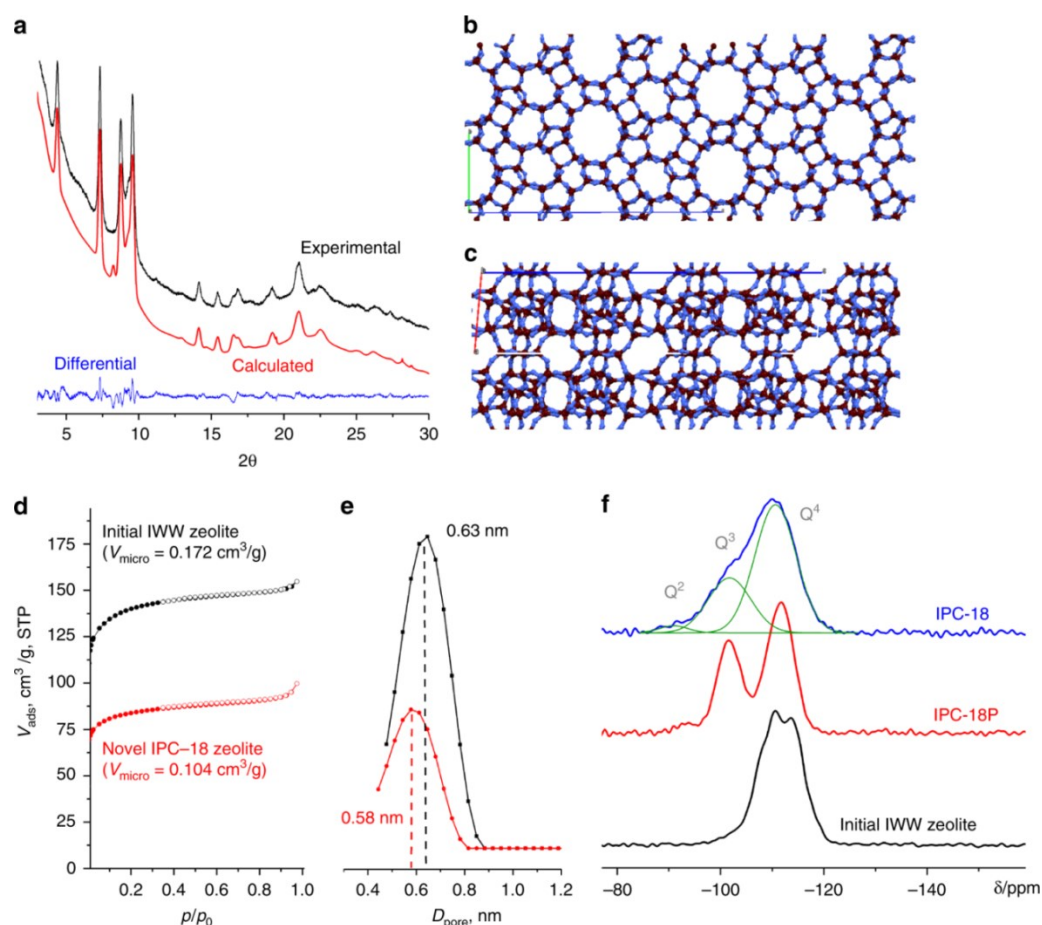 a
Experimental
Differential
Calculated
5
10
15
20
25
30
2θ
b
c
d
Initial IWW zeolite
(Vmicro = 0.172 cm³/g)
Novel IPC–18 zeolite
(Vmicro = 0.104 cm³/g)
Vads, cm³ /g, STP
175
150
125
100
75
50
25
0
0.2
0.4
0.6
0.8
1.0
p/p0
e
0.63 nm
0.58 nm
0.4
0.6
0.8
1.0
1.2
Dpore, nm
f
Q²
Q³
Q⁴
IPC-18
IPC-18P
Initial IWW zeolite
–80
–100
–120
–140
δ/ppm